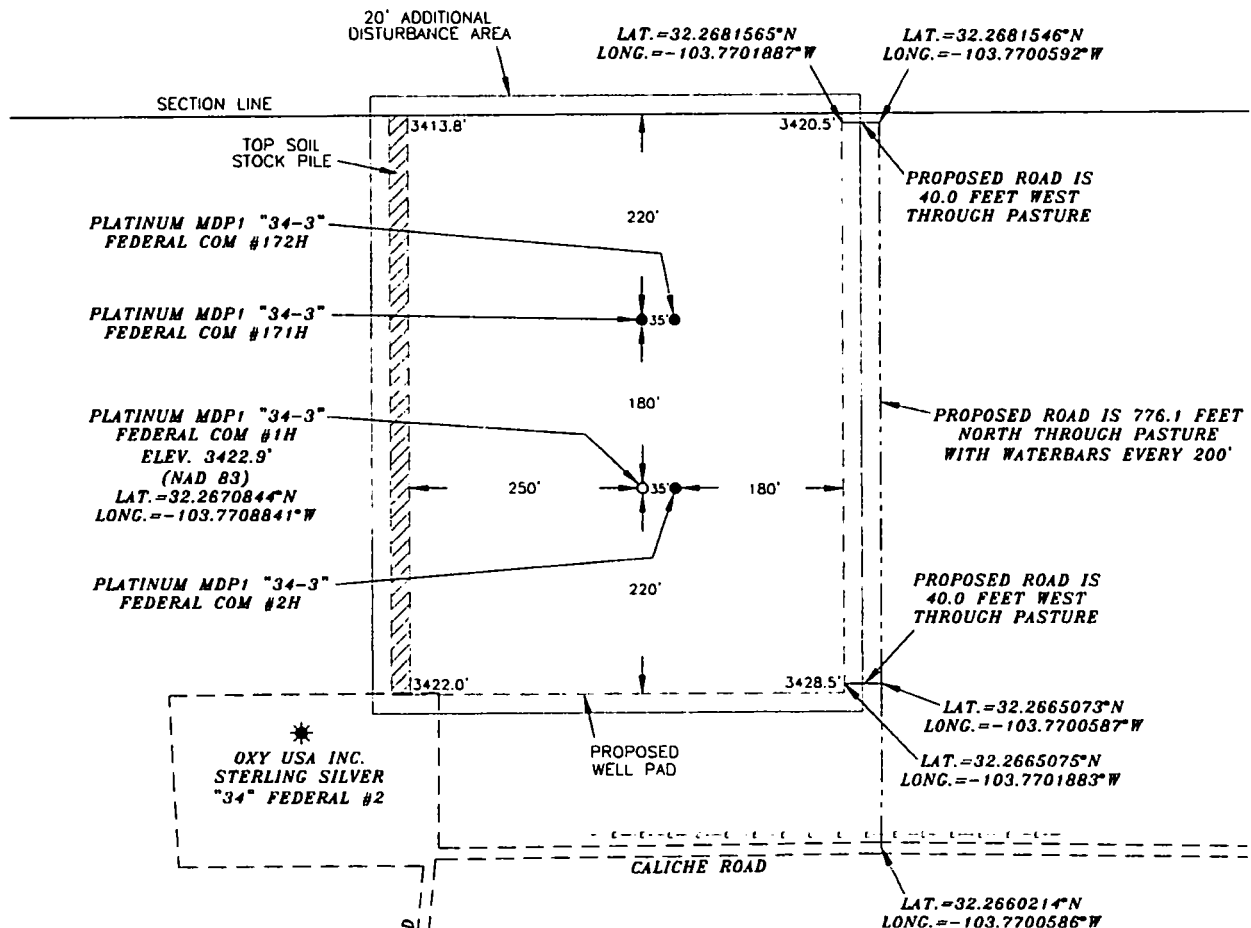 20' ADDITIONAL
DISTURBANCE AREA
LAT.=32.2681565°N
LONG.=-103.7701887°W
LAT.=32.2681546°N
LONG.=-103.7700592°W
SECTION LINE
3413.8'
3420.5'
TOP SOIL
STOCK PILE
PROPOSED ROAD IS
40.0 FEET WEST
THROUGH PASTURE
220'
PLATINUM MDP1 "34-3"
FEDERAL COM #172H
PLATINUM MDP1 "34-3"
FEDERAL COM #171H
35'
180'
PLATINUM MDP1 "34-3"
FEDERAL COM #1H
ELEV. 3422.9'
(NAD 83)
LAT.=32.2670844°N
LONG.=-103.7708841°W
PROPOSED ROAD IS 776.1 FEET
NORTH THROUGH PASTURE
WITH WATERBARS EVERY 200'
250'
35'
180'
PLATINUM MDP1 "34-3"
FEDERAL COM #2H
220'
PROPOSED ROAD IS
40.0 FEET WEST
THROUGH PASTURE
3422.0'
3428.5'
LAT.=32.2665073°N
LONG.=-103.7700587°W
OXY USA INC.
STERLING SILVER
"34" FEDERAL #2
PROPOSED
WELL PAD
LAT.=32.2665075°N
LONG.=-103.7701883°W
CALICHE ROAD
LAT.=32.2660214°N
LONG.=-103.7700586°W